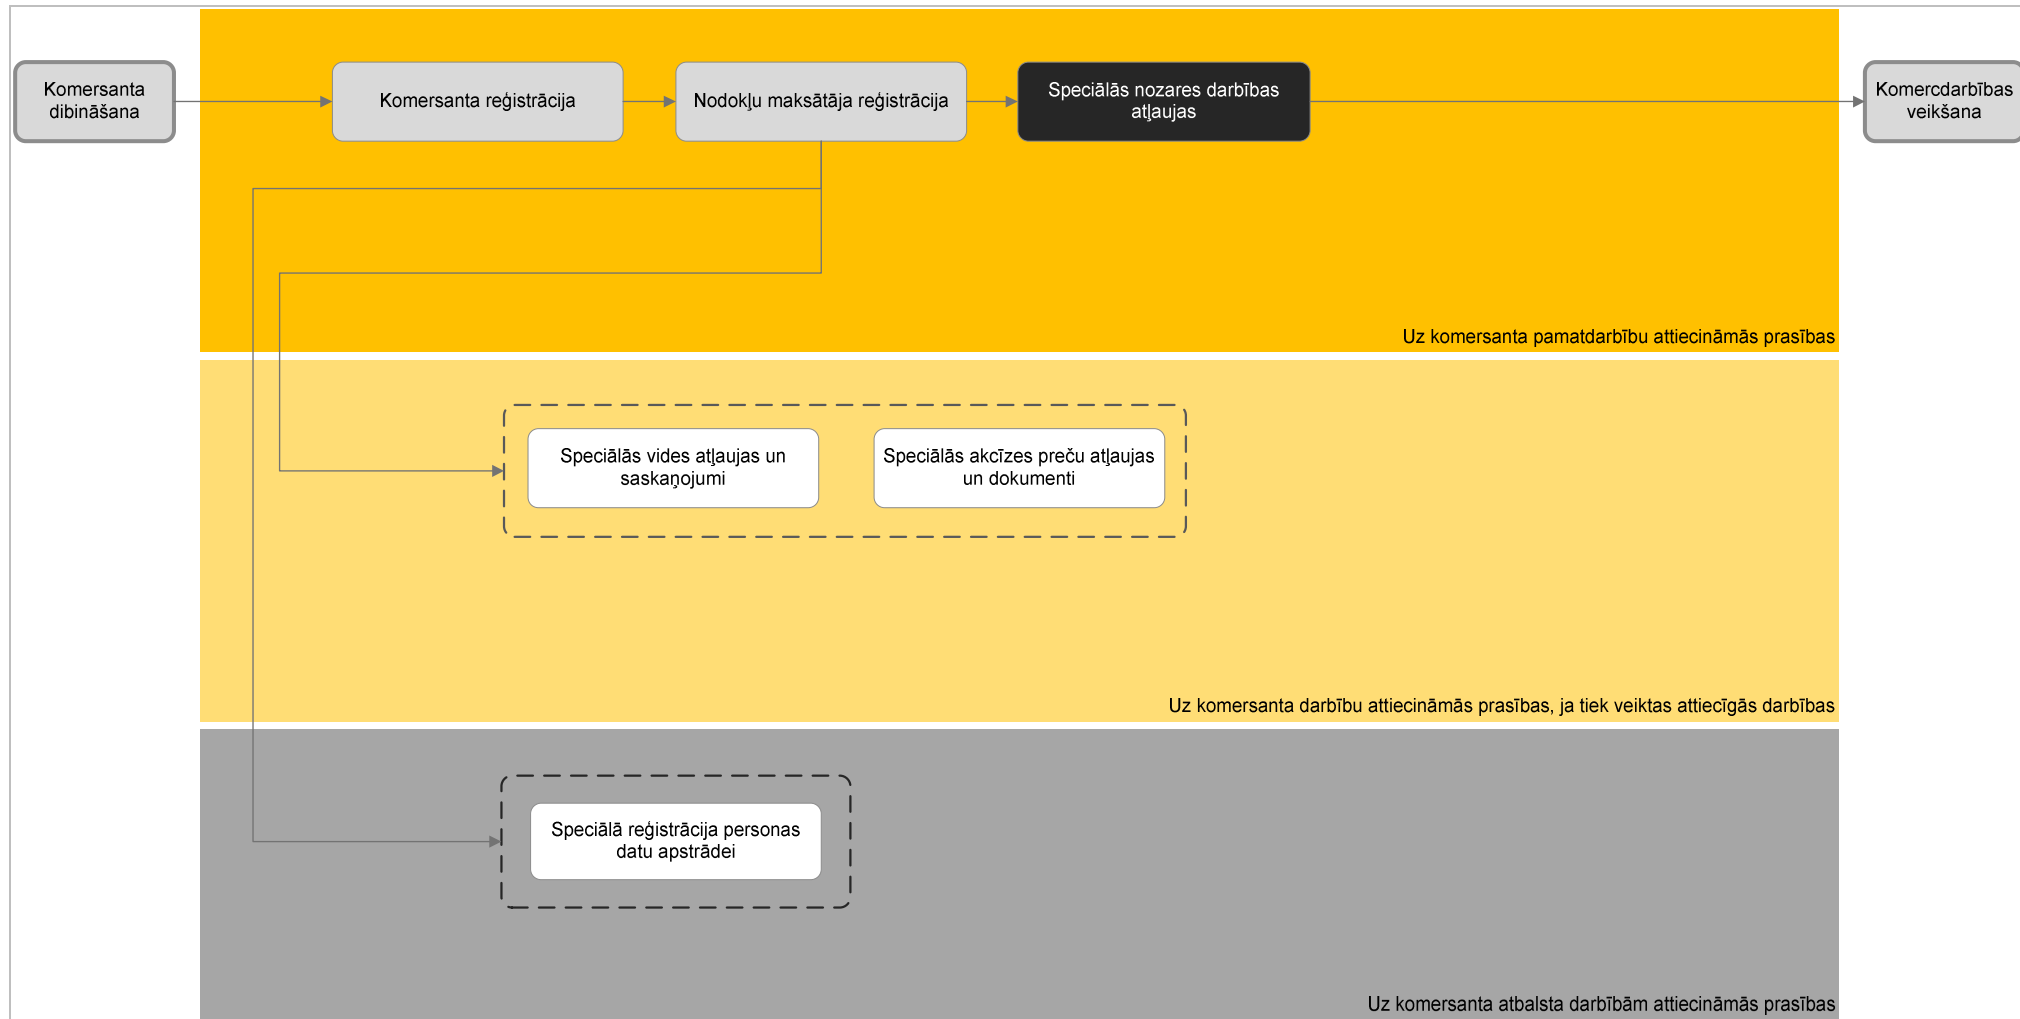 Komersanta
dibināšana
Komersanta reģistrācija
Nodokļu maksātāja reģistrācija
Speciālās nozares darbības
atļaujas
Komercdarbības
veikšana
Uz komersanta pamatdarbību attiecināmās prasības
Speciālās vides atļaujas un
saskaņojumi
Speciālās akcīzes preču atļaujas
un dokumenti
Uz komersanta darbību attiecināmās prasības, ja tiek veiktas attiecīgās darbības
Speciālā reģistrācija personas
datu apstrādei
Uz komersanta atbalsta darbībām attiecināmās prasības